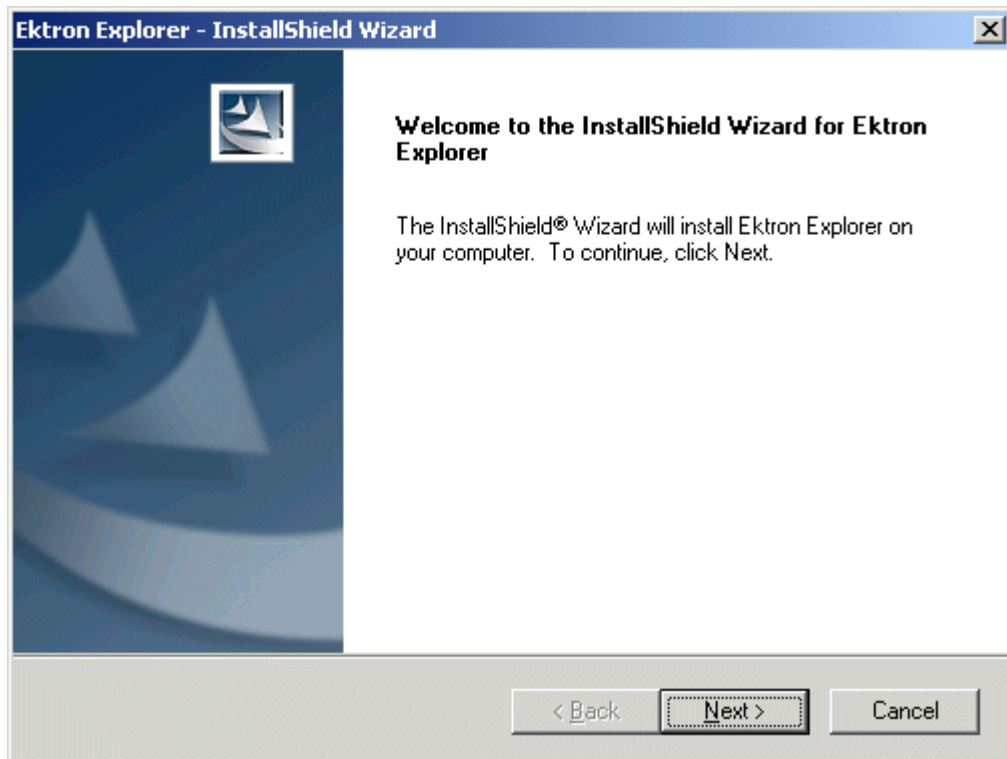 Ektron Explorer - InstallShield Wizard
Welcome to the InstallShield Wizard for Ektron
Explorer
The InstallShield® Wizard will install Ektron Explorer on
your computer.  To continue, click Next.
< Back
Next >
Cancel